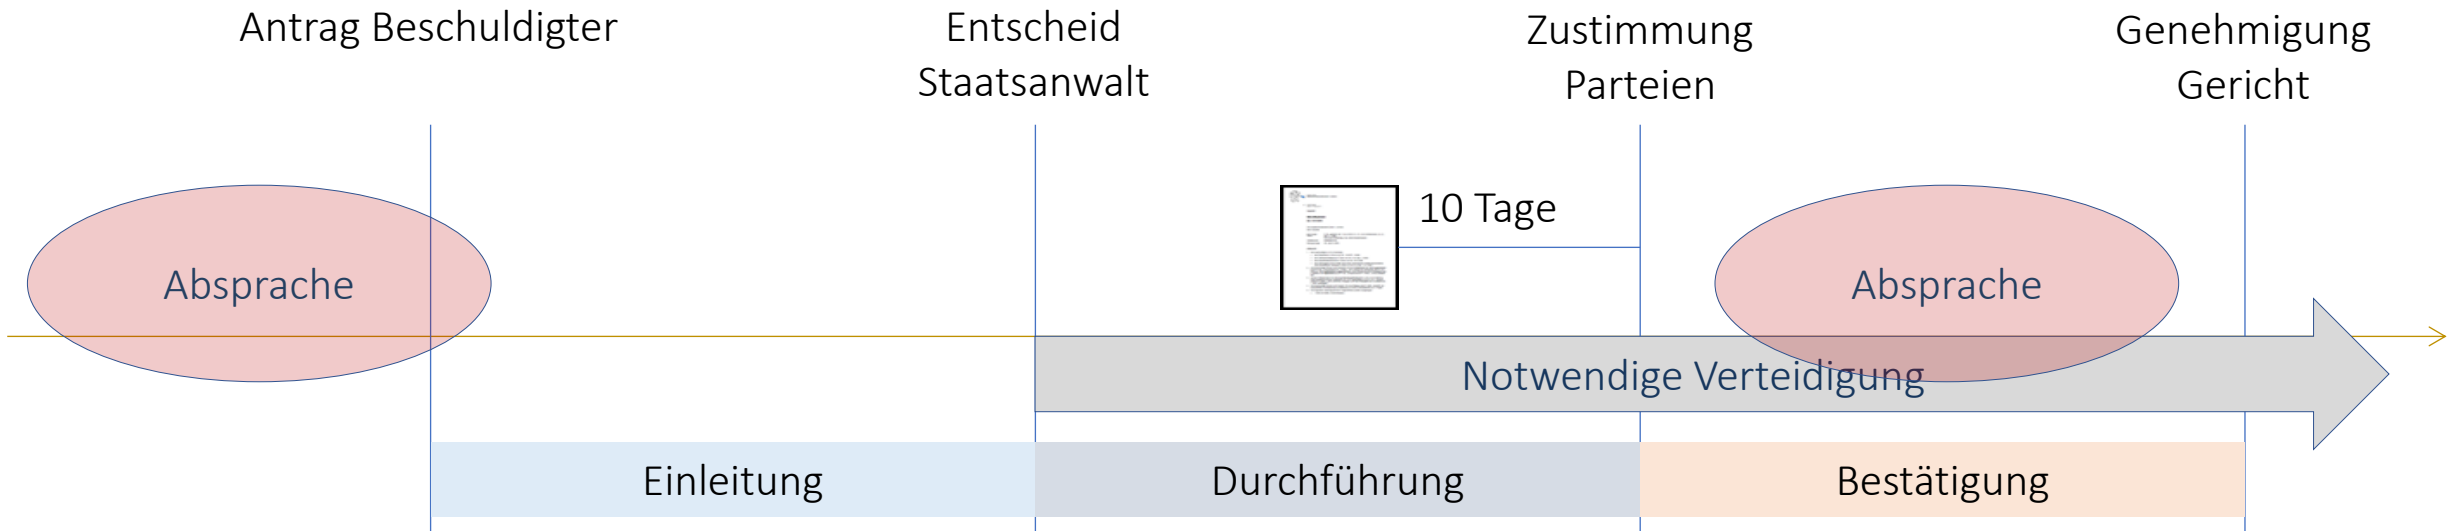 Antrag Beschuldigter
Entscheid
Staatsanwalt
Zustimmung
Parteien
Genehmigung
Gericht
10 Tage
Absprache
Absprache
Notwendige Verteidigung
Einleitung
Durchführung
Bestätigung